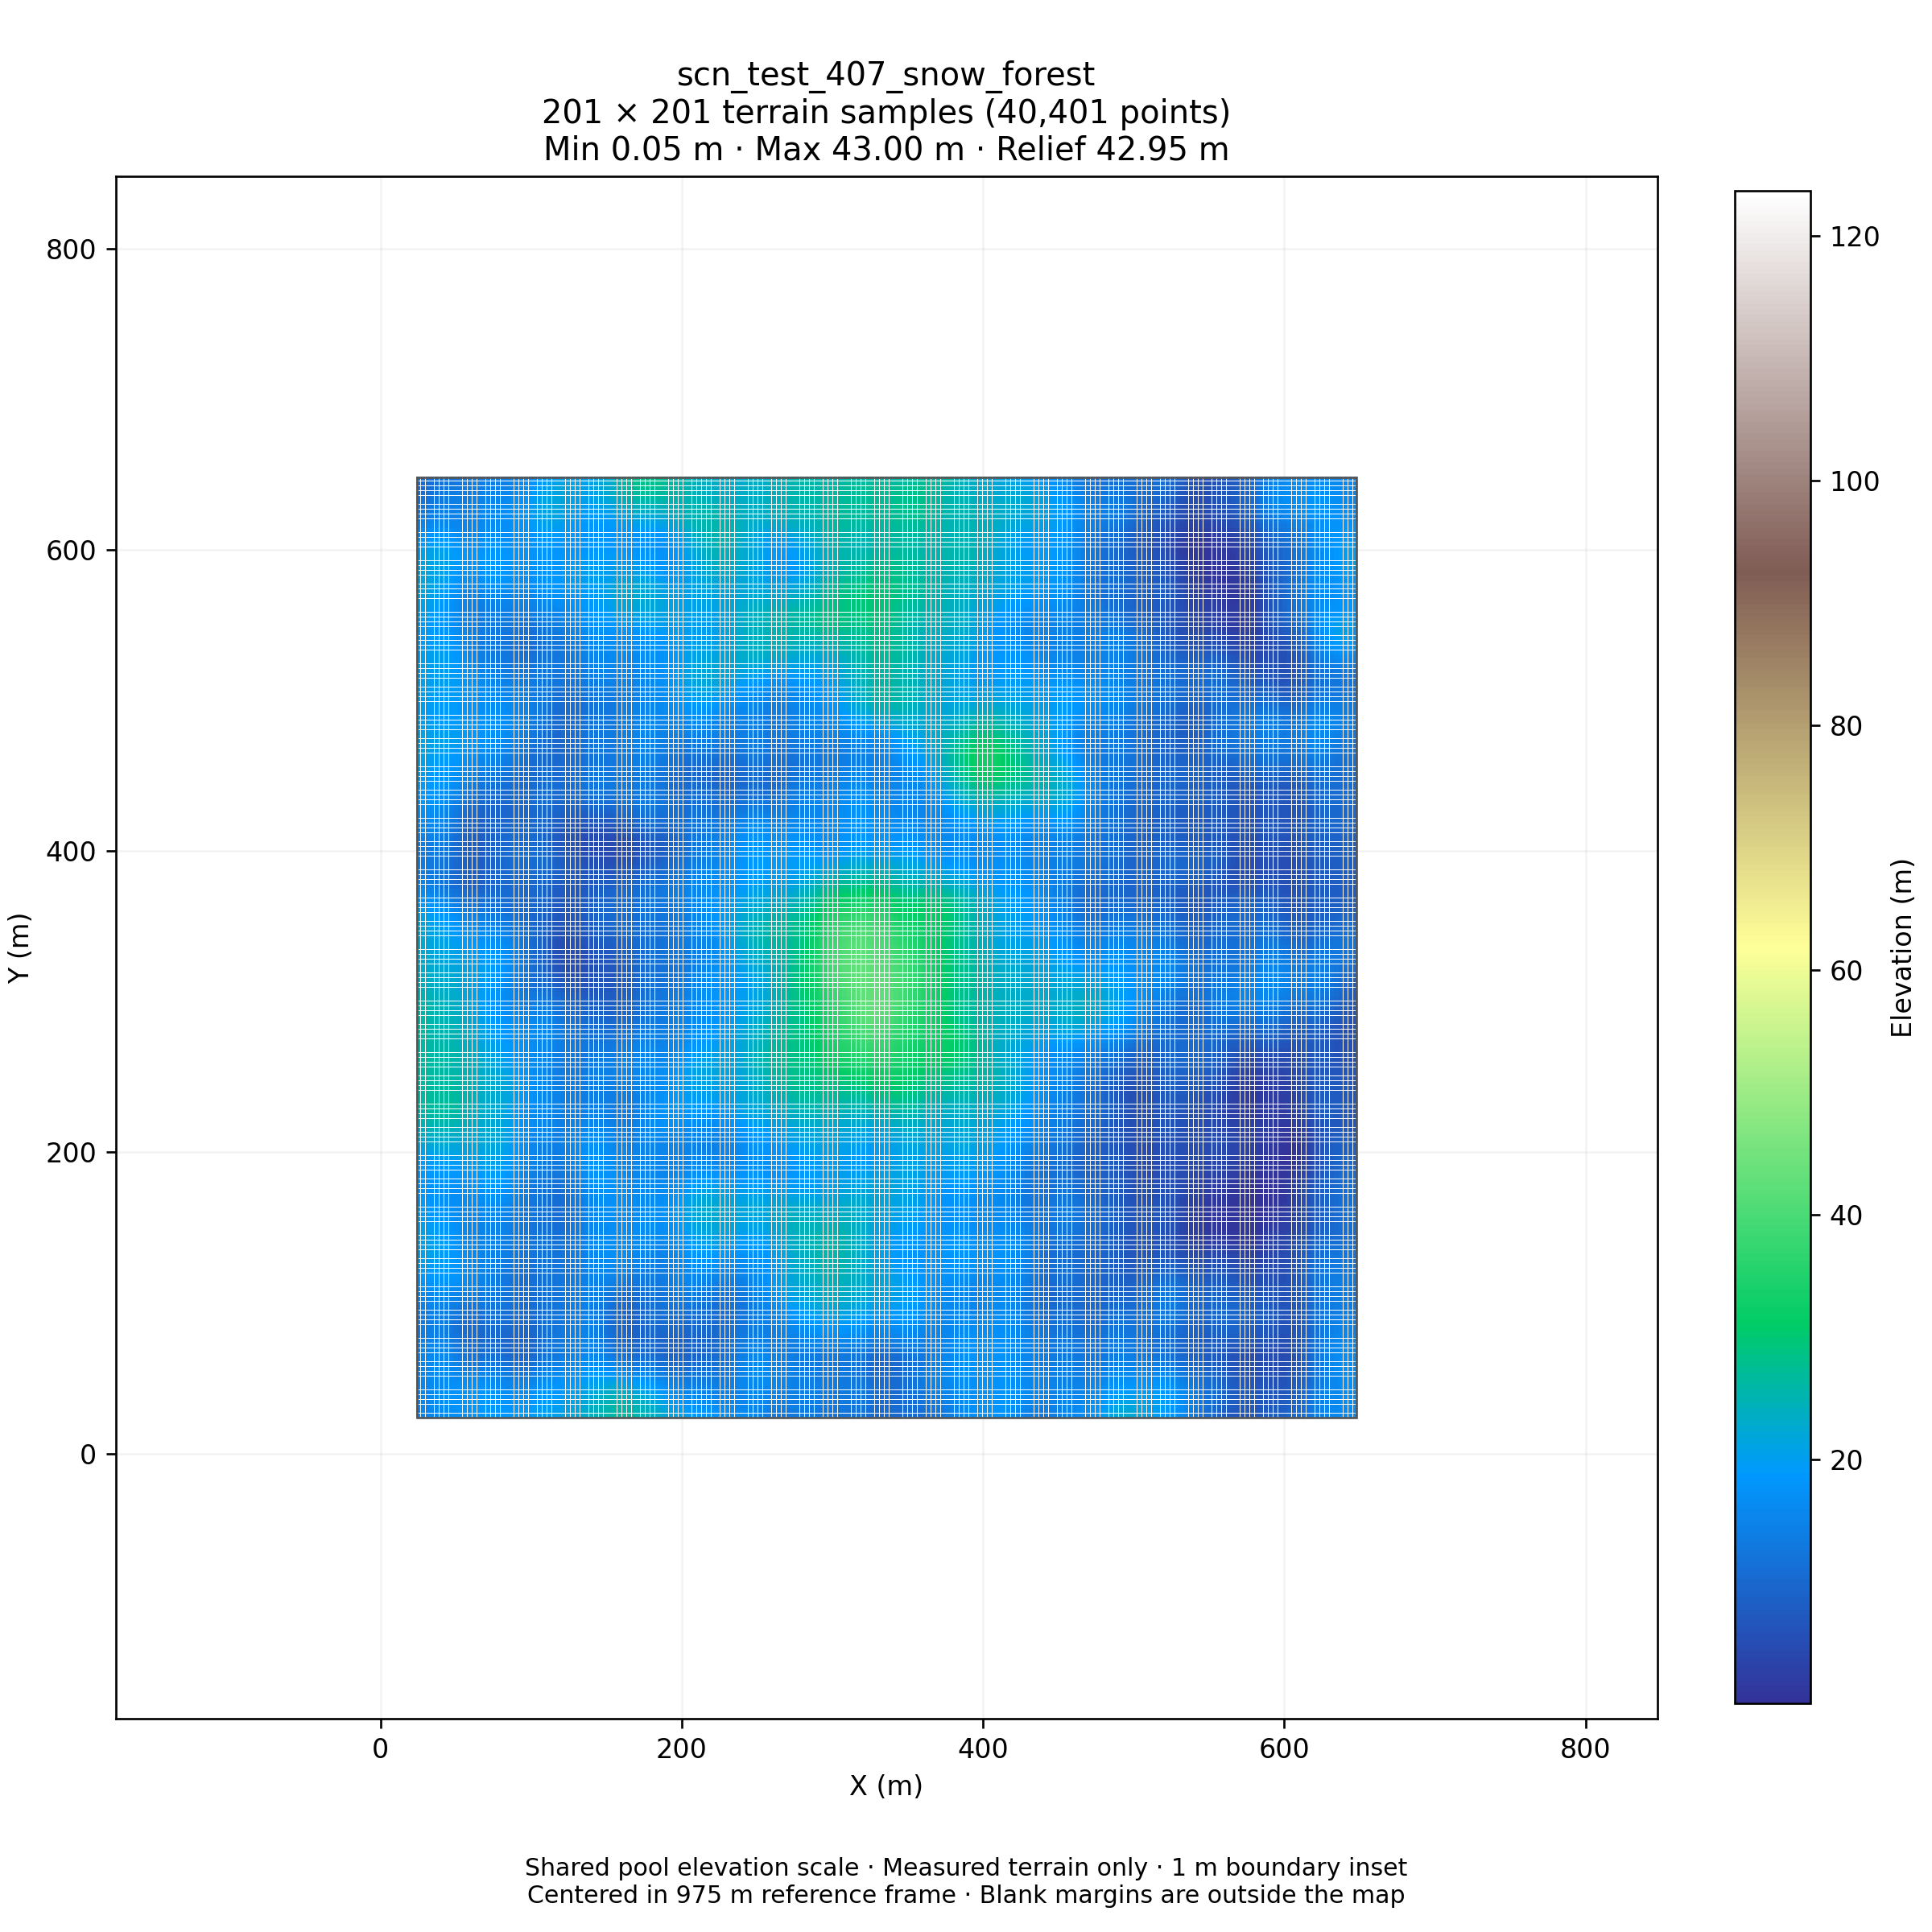 scn_test_407_snow_forest
201 × 201 terrain samples (40,401 points)
Min 0.05 m · Max 43.00 m · Relief 42.95 m
800
600
400
200
0
Y (m)
0
200
400
600
800
X (m)
120
100
80
60
40
20
Elevation (m)
Shared pool elevation scale · Measured terrain only · 1 m boundary inset
Centered in 975 m reference frame · Blank margins are outside the map